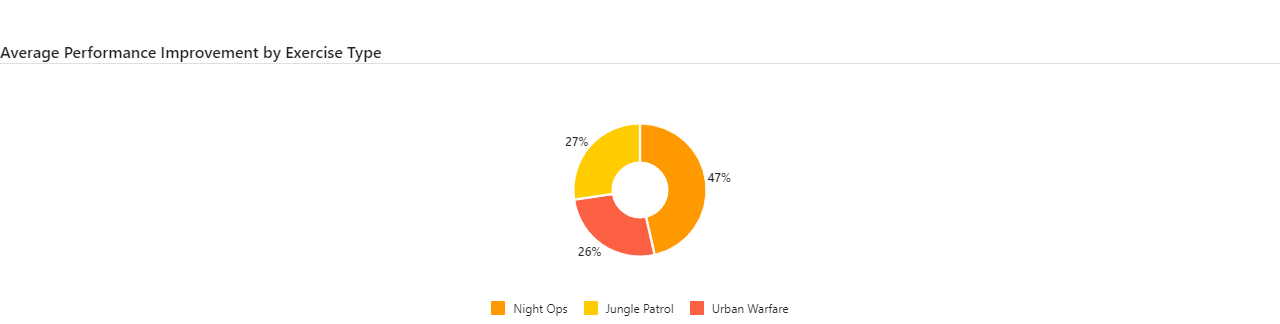 Average Performance Improvement by Exercise Type
27%
47%
26%
Night Ops
Jungle Patrol
Urban Warfare